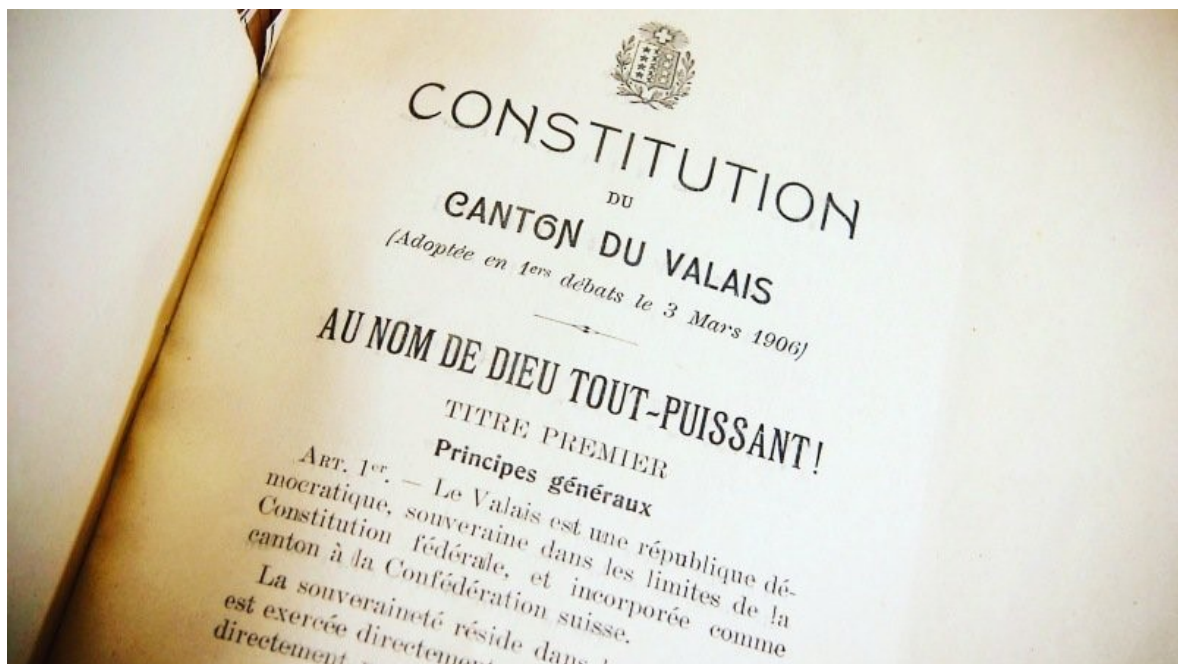 CONSTITUTION
DU
CANTON DU VALAIS
(Adoptée en 1ers débats le 3 Mars 1906)
AU NOM DE DIEU TOUT-PUISSANT!
TITRE PREMIER
Principes généraux
ART. 1er. — Le Valais est une république dé-
mocratique, souveraine dans les limites de la
Constitution fédérale, et incorporée comme
canton à la Confédération suisse.
La souveraineté réside dans
est exercée directement
directement